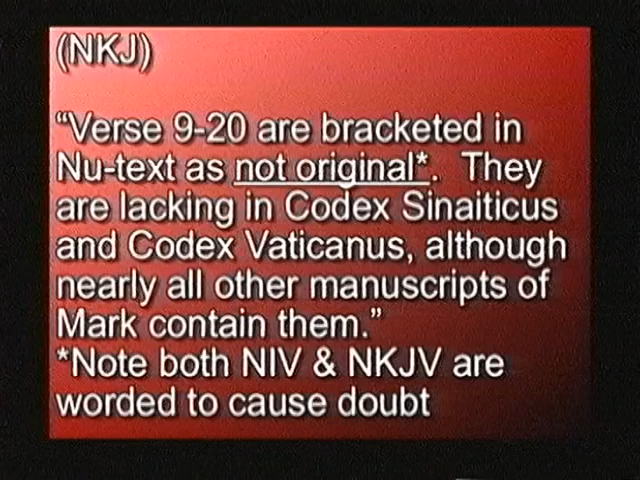 (NKJ)
“Verse 9-20 are bracketed in
Nu-text as not original*. They
are lacking in Codex Sinaiticus
and Codex Vaticanus, although
nearly all other manuscripts of
Mark contain them.”
*Note both NIV & NKJV are
worded to cause doubt